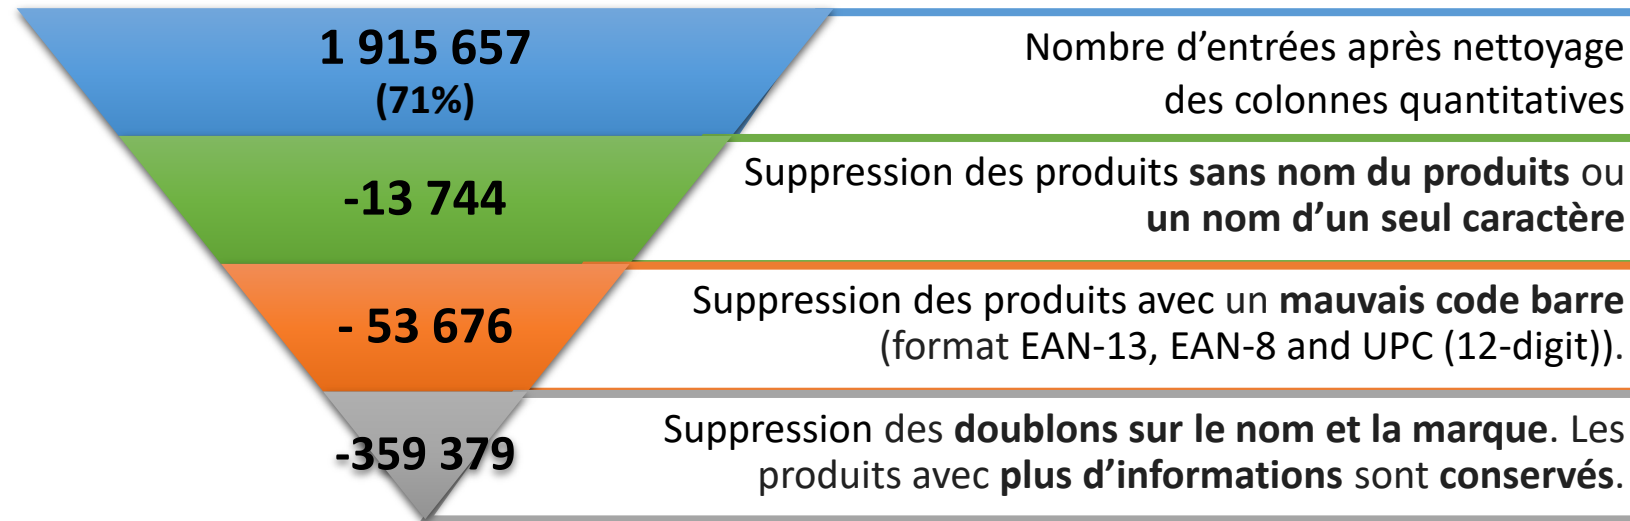 1 915 657
(71%)
Nombre d’entrées après nettoyage
des colonnes quantitatives
-13 744
Suppression des produits sans nom du produits ou
un nom d’un seul caractère
- 53 676
Suppression des produits avec un mauvais code barre
(format EAN-13, EAN-8 and UPC (12-digit)).
-359 379
Suppression des doublons sur le nom et la marque. Les
produits avec plus d’informations sont conservés.